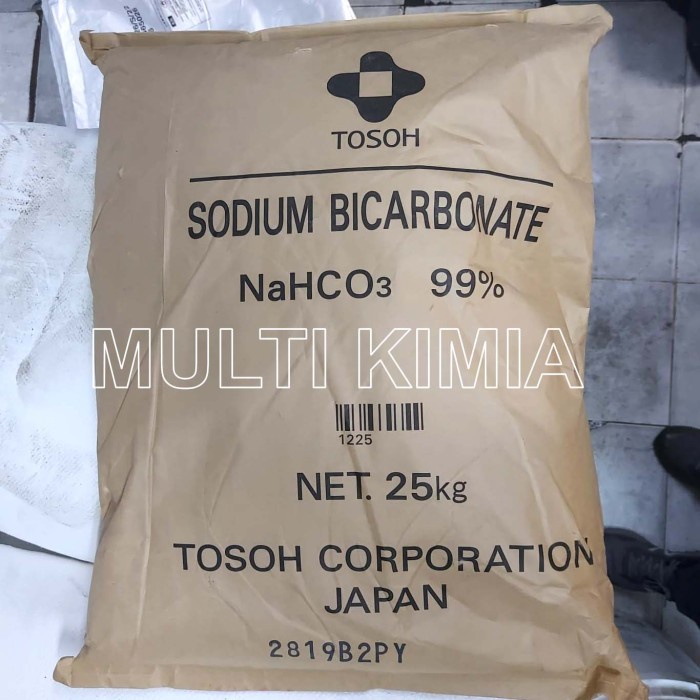 TOSOH
SODIUM BICARBONATE
NaHCO3 99%
MULTI KIMIA
1225
NET. 25kg
TOSOH CORPORATION
JAPAN
2819B2PY